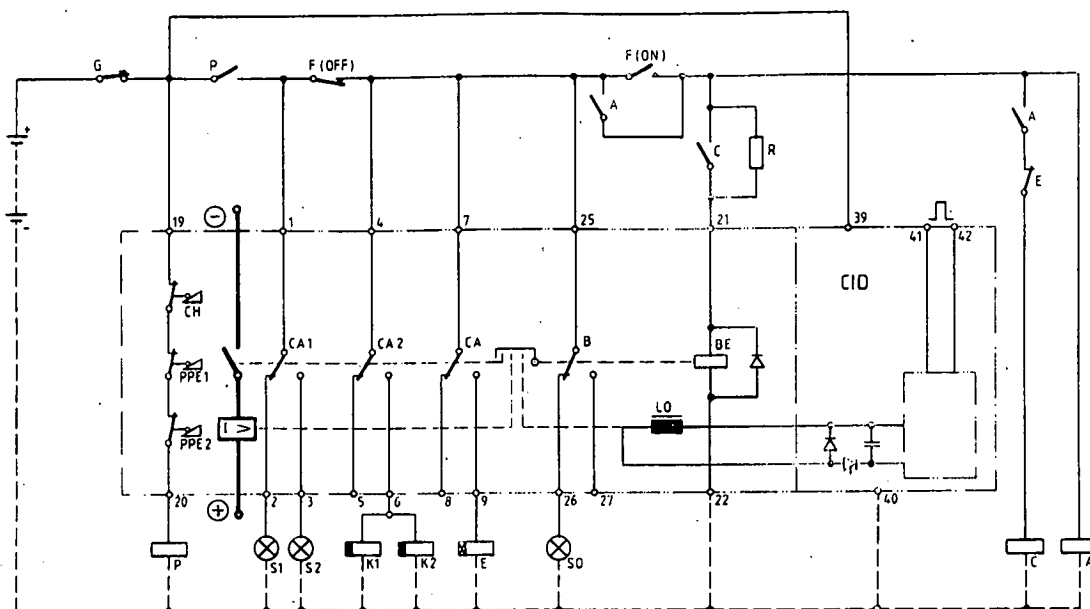 G
P
F (OFF)
F (ON)
A
A
C
R
E
+
-
19
−
1
4
7
25
21
39
41
42
CID
CH
CA1
CA2
CA
B
BE
PPE1
LO
I >
PPE2
20
+
2
3
5
6
8
9
26
27
22
40
P
S1
S2
K1
K2
E
SO
C
A